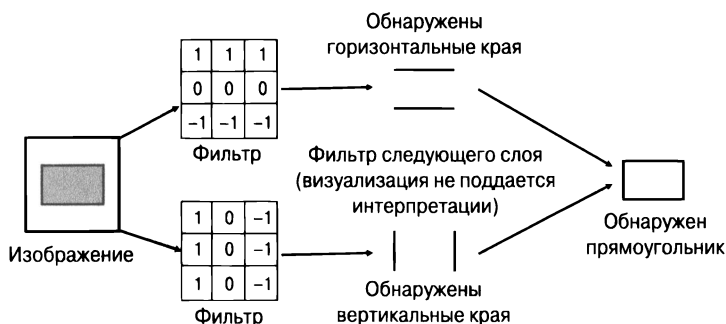 Обнаружены
горизонтальные края
1 1 1
0 0 0
-1 -1 -1
Фильтр
Фильтр следующего слоя
(визуализация не поддается
интерпретации)
Изображение
1 0 -1
1 0 -1
1 0 -1
Фильтр
Обнаружены
вертикальные края
Обнаружен
прямоугольник